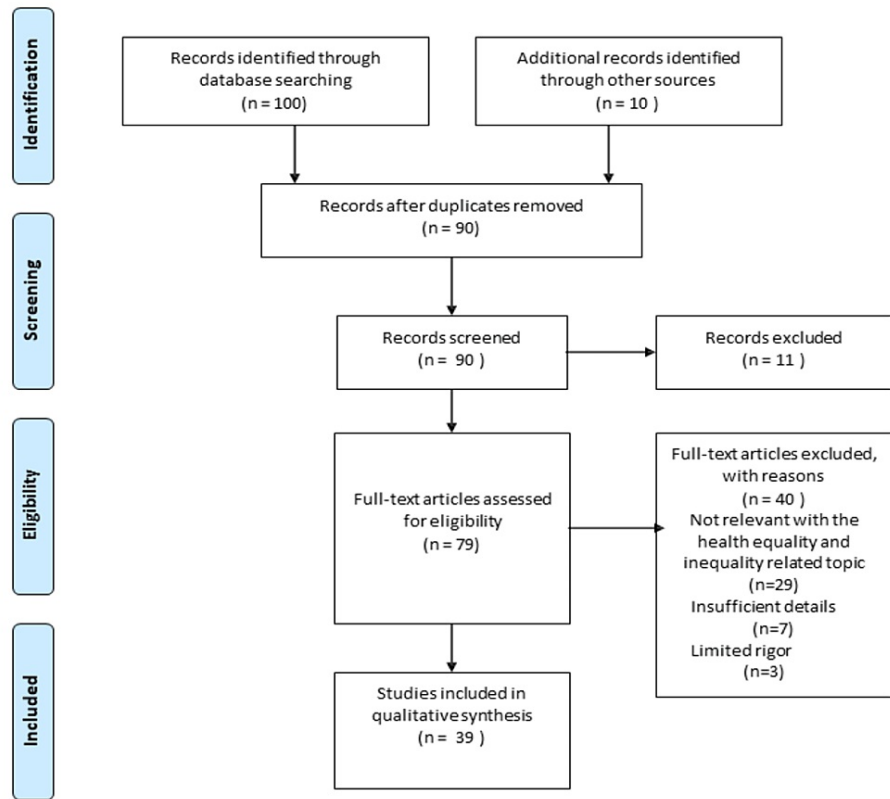 Identification
Records identified through
database searching
(n = 100)
Additional records identified
through other sources
(n = 10 )
Records after duplicates removed
(n = 90)
Screening
Records screened
(n = 90 )
Records excluded
(n = 11 )
Eligibility
Full-text articles assessed
for eligibility
(n = 79)
Full-text articles excluded,
with reasons
(n = 40 )
Not relevant with the
health equality and
inequality related topic
(n=29)
Insufficient details
(n=7)
Limited rigor
(n=3)
Included
Studies included in
qualitative synthesis
(n = 39 )